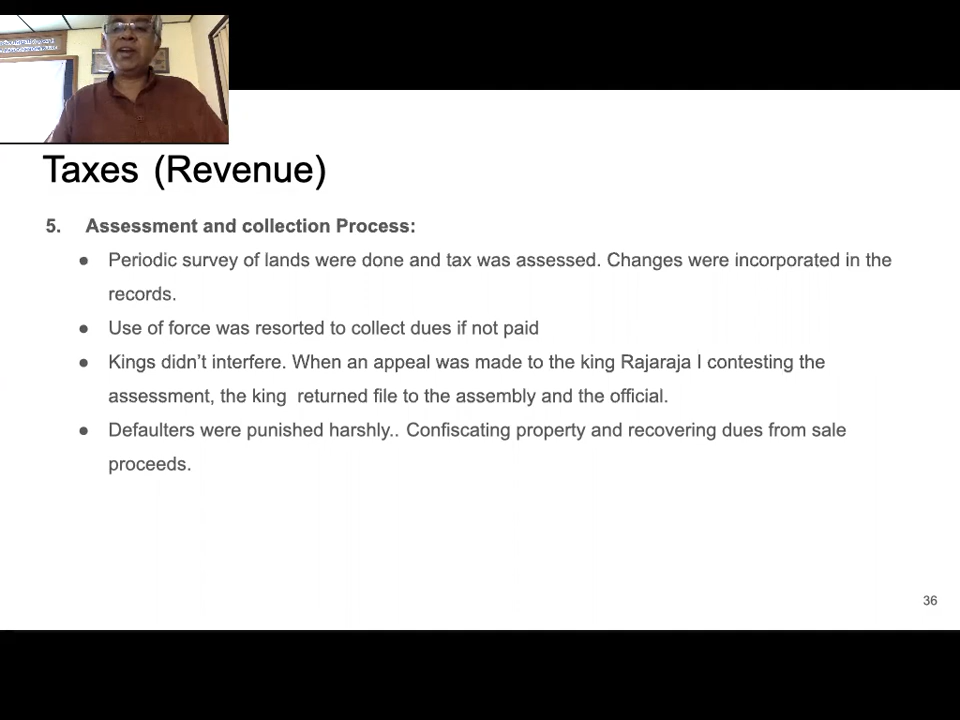 Taxes (Revenue)
5. Assessment and collection Process:
● Periodic survey of lands were done and tax was assessed. Changes were incorporated in the
records.
● Use of force was resorted to collect dues if not paid
● Kings didn't interfere. When an appeal was made to the king Rajaraja I contesting the
assessment, the king  returned file to the assembly and the official.
● Defaulters were punished harshly.. Confiscating property and recovering dues from sale
proceeds.
36